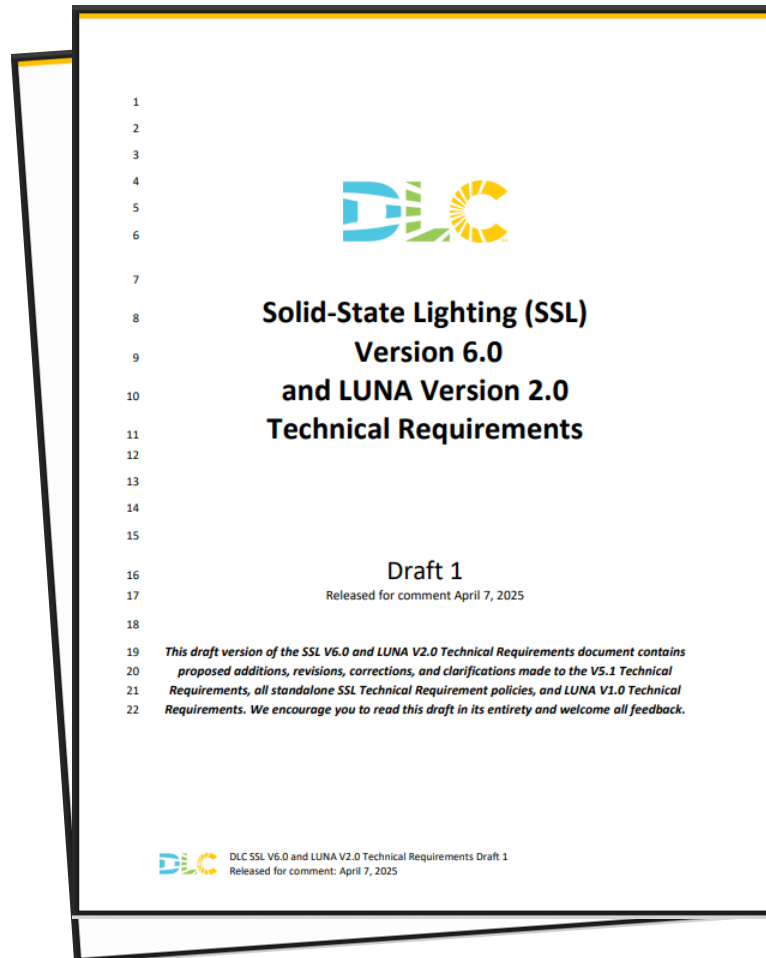 1
2
3
4
5
6
DLC
7
8 Solid-State Lighting (SSL)
9 Version 6.0
10 and LUNA Version 2.0
11 Technical Requirements
12
13
14
15
16 Draft 1
17 Released for comment April 7, 2025
18
19 This draft version of the SSL V6.0 and LUNA V2.0 Technical Requirements document contains
20 proposed additions, revisions, corrections, and clarifications made to the V5.1 Technical
21 Requirements, all standalone SSL Technical Requirement policies, and LUNA V1.0 Technical
22 Requirements. We encourage you to read this draft in its entirety and welcome all feedback.
DLC DLC SSL V6.0 and LUNA V2.0 Technical Requirements Draft 1
Released for comment: April 7, 2025